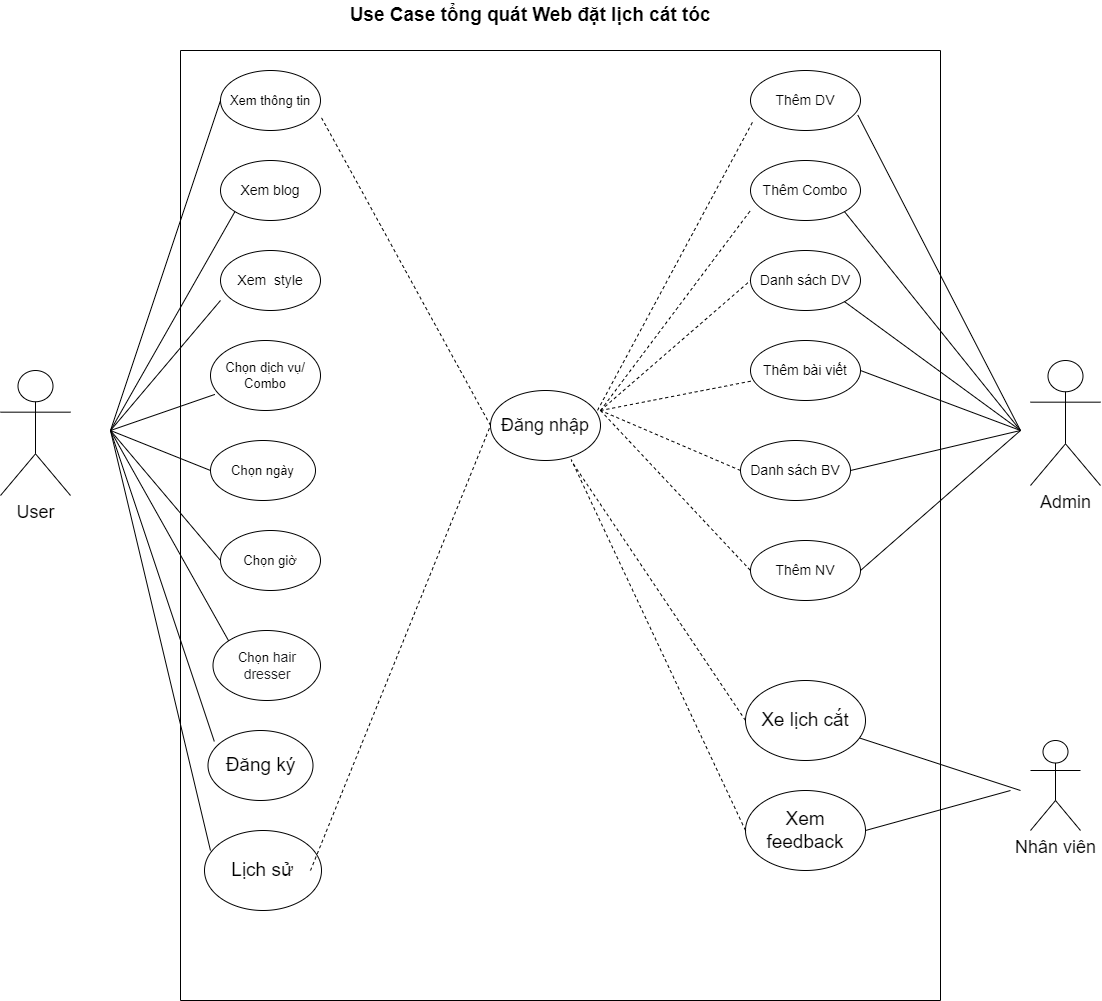 Use Case tổng quát Web đặt lịch cát tóc
Xem thông tin
Xem blog
Xem style
Chọn dịch vụ/
Combo
Chọn ngày
Chọn giờ
Chọn hair
dresser
Đăng ký
Lịch sử
User
Đăng nhập
Thêm DV
Thêm Combo
Danh sách DV
Thêm bài viết
Danh sách BV
Thêm NV
Xe lịch cắt
Xem
feedback
Admin
Nhân viên